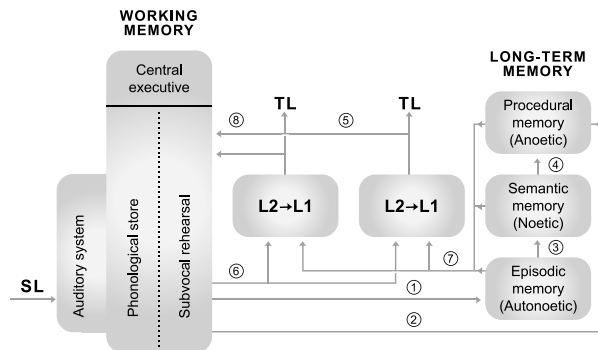 WORKING
MEMORY
Central
executive
LONG-TERM
MEMORY
TL
TL
⑧
⑤
Procedural
memory
(Anoetic)
④
Auditory system
Phonological store
Subvocal rehearsal
L2→L1
L2→L1
Semantic
memory
(Noetic)
③
⑥
⑦
SL
①
Episodic
memory
(Autonoetic)
②